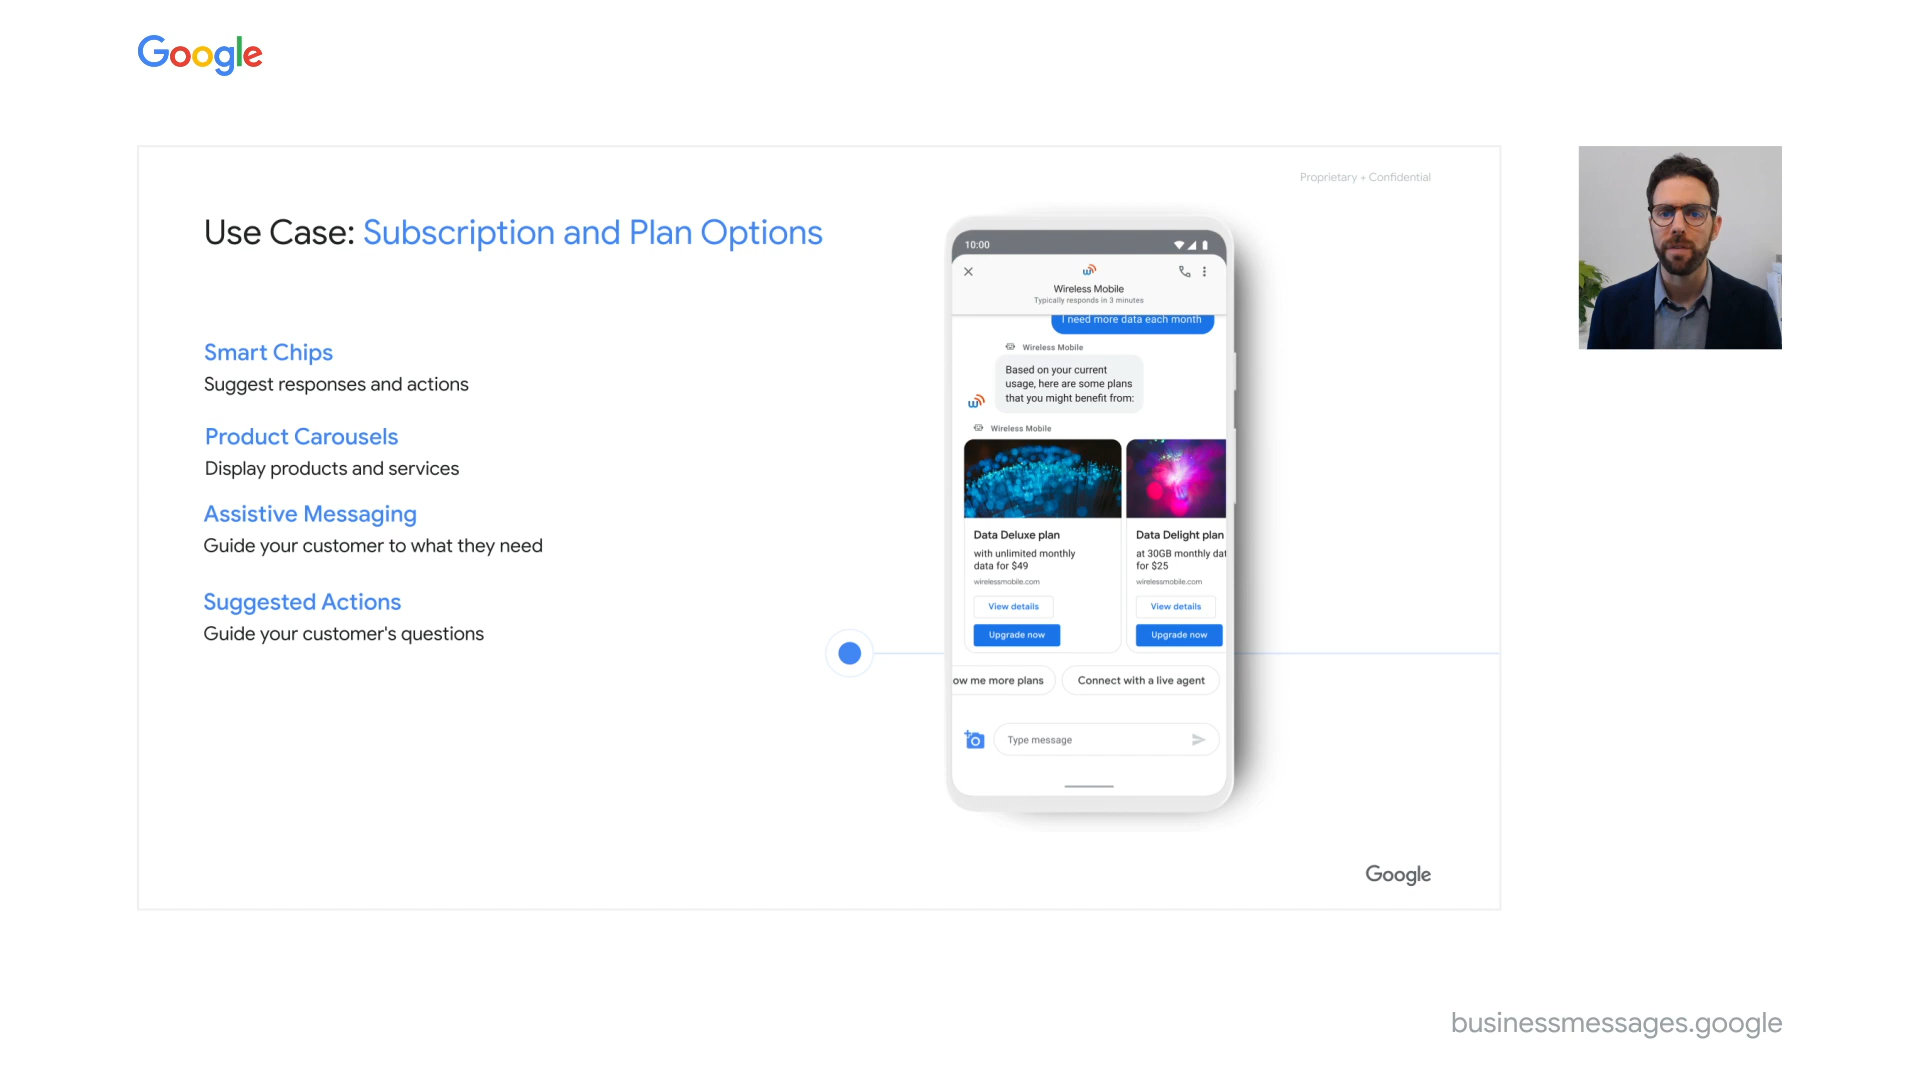 Google
Proprietary + Confidential
Use Case: Subscription and Plan Options
Smart Chips
Suggest responses and actions
Product Carousels
Display products and services
Assistive Messaging
Guide your customer to what they need
Suggested Actions
Guide your customer's questions
10:00
Wireless Mobile
Typically responds in 3 minutes
I need more data each month
Wireless Mobile
Based on your current
usage, here are some plans
that you might benefit from:
Wireless Mobile
Data Deluxe plan
with unlimited monthly
data for $49
wirelessmobile.com
View details
Upgrade now
Data Delight plan
at 30GB monthly dat
for $25
wirelessmobile.com
View details
Upgrade now
ow me more plans
Connect with a live agent
Type message
Google
businessmessages.google